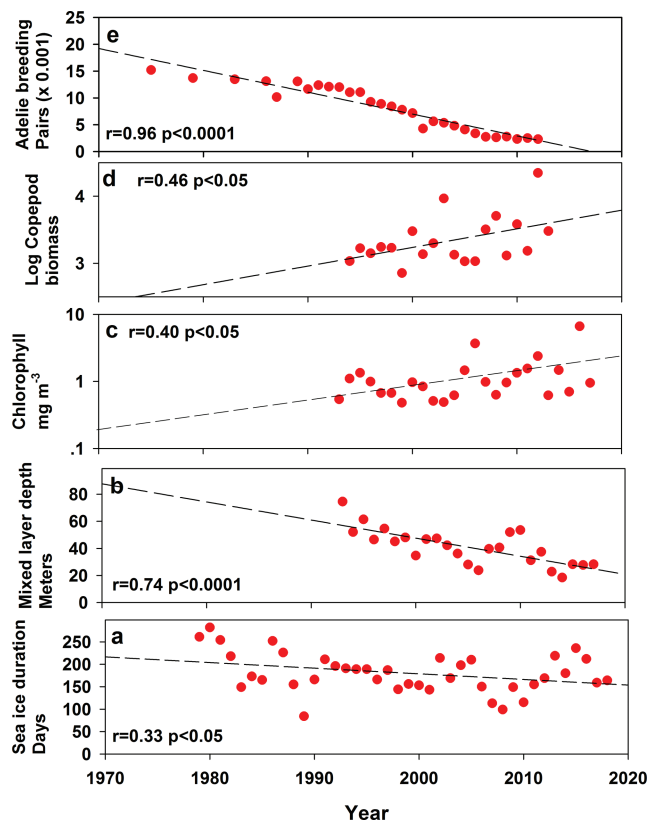 Adelie breeding
Pairs (x 0.001)
25
20
15
10
5
0
e
r=0.96 p<0.0001
Log Copepod
biomass
4
3
d
r=0.46 p<0.05
Chlorophyll
mg m⁻³
10
1
.1
c
r=0.40 p<0.05
Mixed layer depth
Meters
80
60
40
20
0
b
r=0.74 p<0.0001
Sea ice duration
Days
250
200
150
100
50
0
a
r=0.33 p<0.05
1970 1980 1990 2000 2010 2020
Year